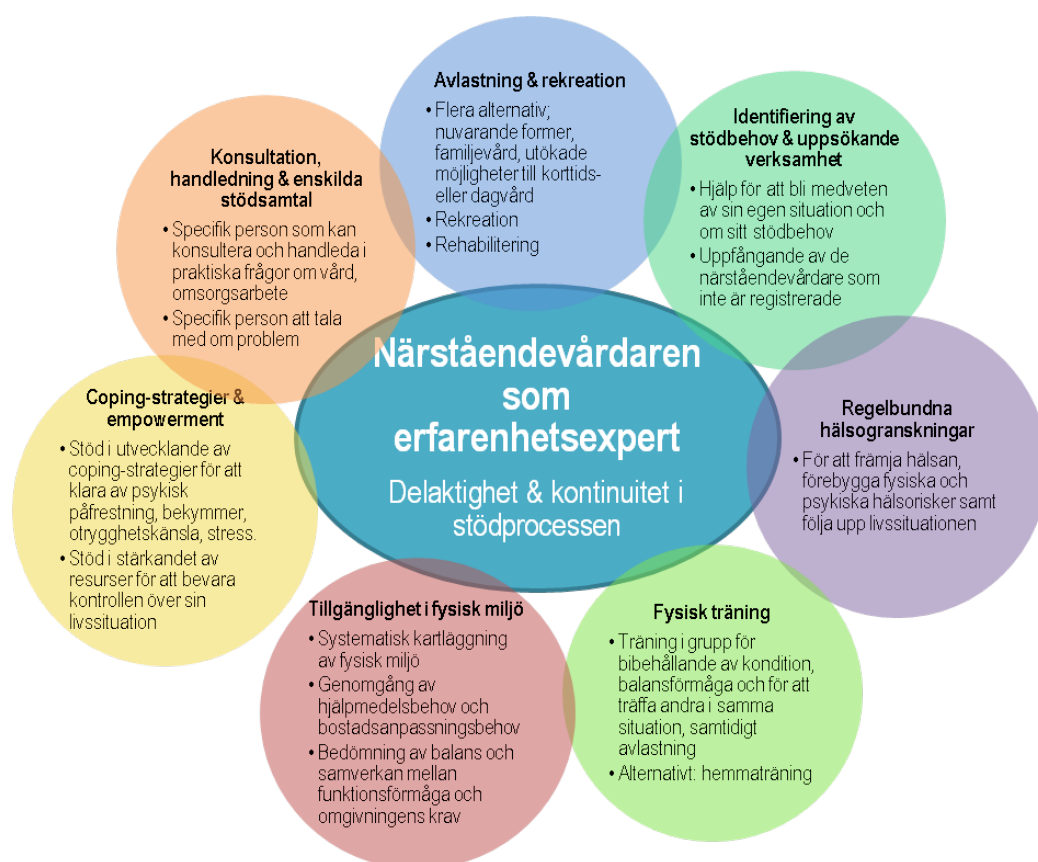 Avlastning & rekreation
• Flera alternativ;
nuvarande former,
familjevård, utökade
möjligheter till korttids-
eller dagvård
• Rekreation
• Rehabilitering
Identifiering av
stödbehov & uppsökande
verksamhet
• Hjälp för att bli medveten
av sin egen situation och
om sitt stödbehov
• Uppfångande av de
närståendevårdare som
inte är registrerade
Regelbundna
hälsogranskningar
• För att främja hälsan,
förebygga fysiska och
psykiska hälsorisker samt
följa upp livssituationen
Fysisk träning
• Träning i grupp för
bibehållande av kondition,
balansförmåga och för att
träffa andra i samma
situation, samtidigt
avlastning
• Alternativt: hemmaträning
Tillgänglighet i fysisk miljö
• Systematisk kartläggning
av fysisk miljö
• Genomgång av
hjälpmedelsbehov och
bostadsanpassningsbehov
• Bedömning av balans och
samverkan mellan
funktionsförmåga och
omgivningens krav
Coping-strategier &
empowerment
• Stöd i utvecklande av
coping-strategier för att
klara av psykisk
påfrestning, bekymmer,
otrygghetskänsla, stress.
• Stöd i stärkandet av
resurser för att bevara
kontrollen över sin
livssituation
Konsultation,
handledning & enskilda
stödsamtal
• Specifik person som kan
konsultera och handleda i
praktiska frågor om vård,
omsorgsarbete
• Specifik person att tala
med om problem
Närståendevårdaren
som
erfarenhetsexpert
Delaktighet & kontinuitet i
stödprocessen